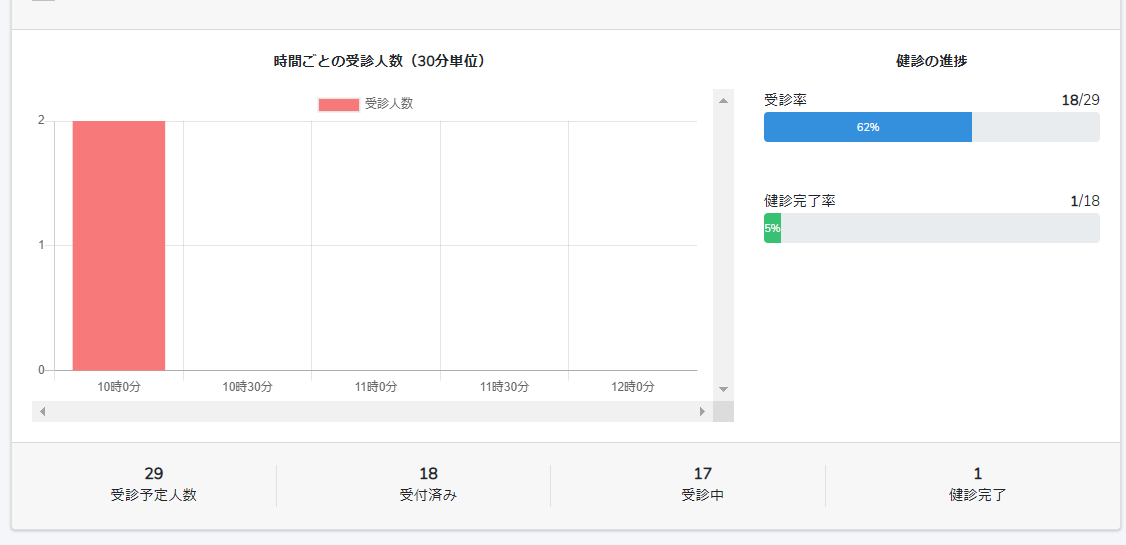 時間ごとの受診人数（30分単位）
受診人数
2
1
0
10時0分 10時30分 11時0分 11時30分 12時0分
健診の進捗
受診率 18/29
62%
健診完了率 1/18
5%
29 18 17 1
受診予定人数 受付済み 受診中 健診完了